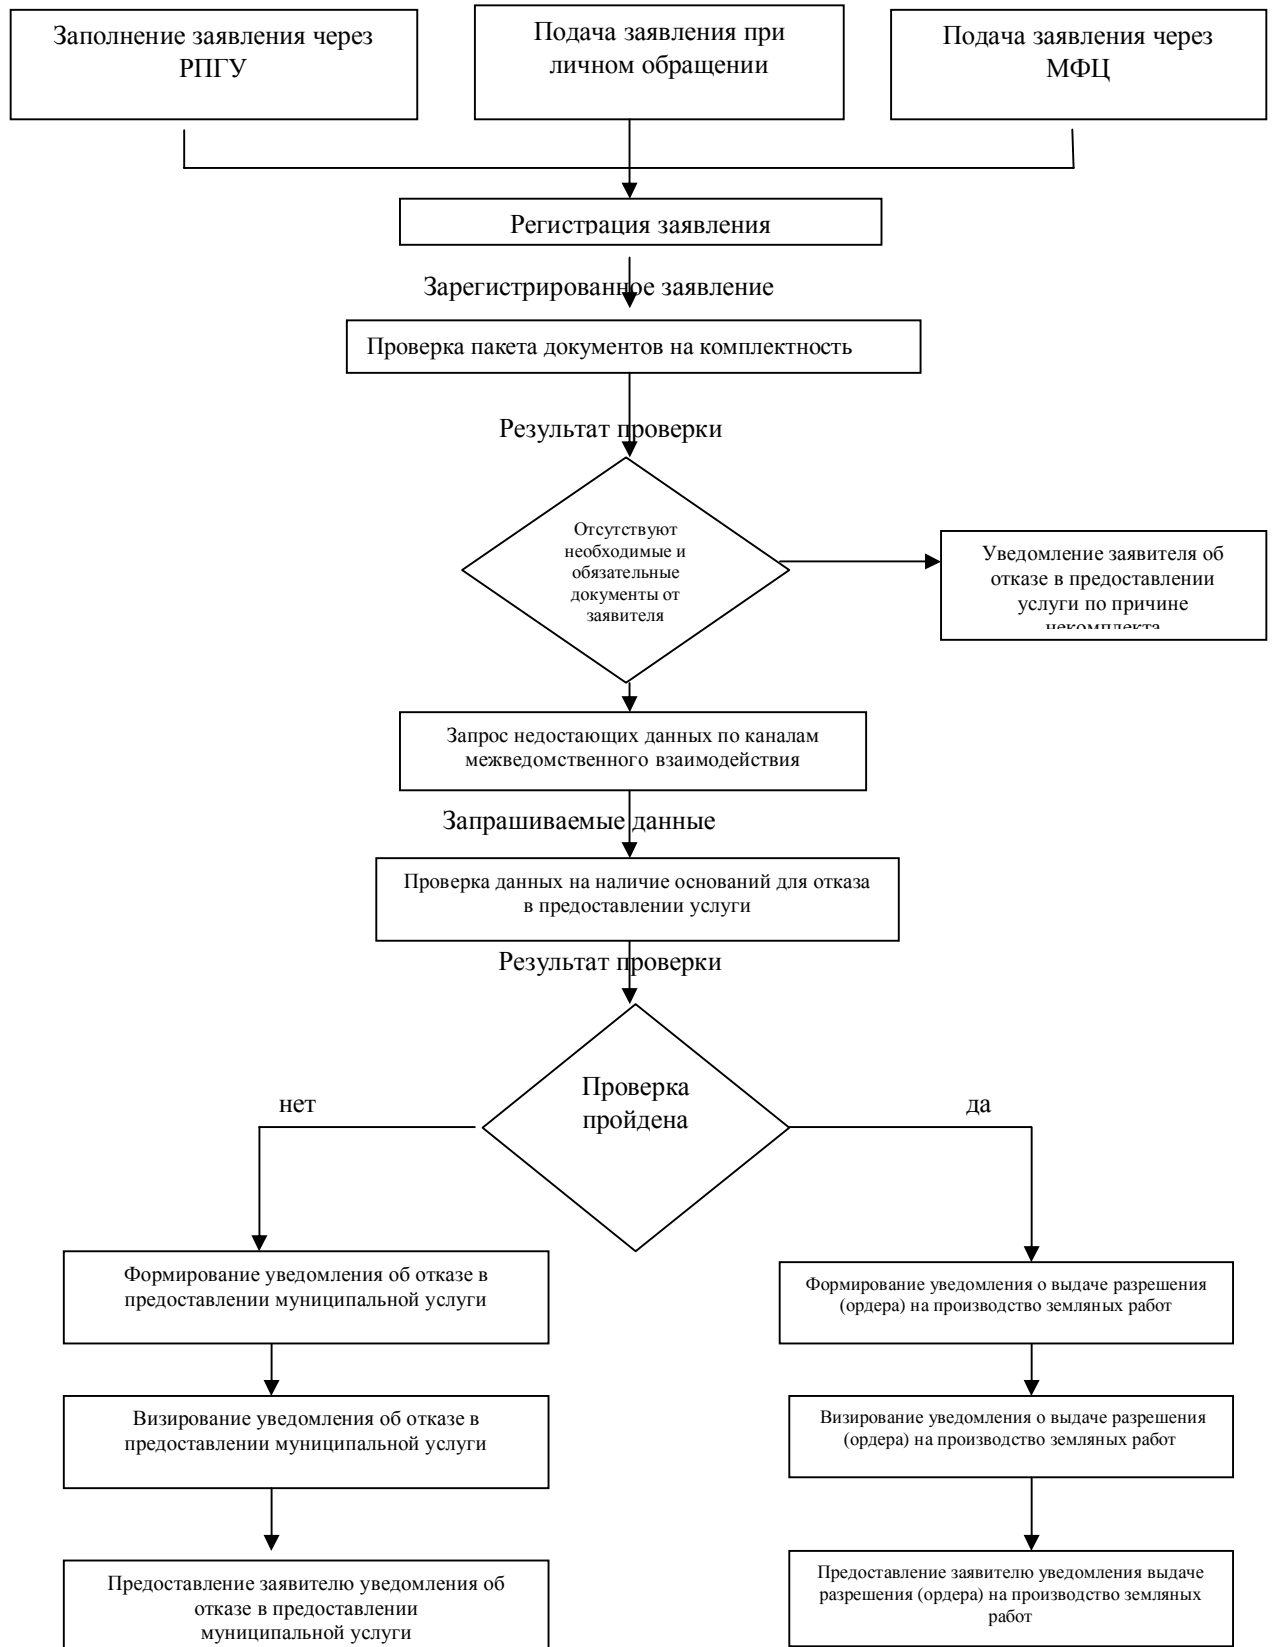 Заполнение заявления через
РПГУ
Подача заявления при
личном обращении
Подача заявления через
МФЦ
Регистрация заявления
Зарегистрированное заявление
Проверка пакета документов на комплектность
Результат проверки
Отсутствуют
необходимые и
обязательные
документы от
заявителя
Уведомление заявителя об
отказе в предоставлении
услуги по причине
некомплекта
Запрос недостающих данных по каналам
межведомственного взаимодействия
Запрашиваемые данные
Проверка данных на наличие оснований для отказа
в предоставлении услуги
Результат проверки
Проверка
пройдена
нет
да
Формирование уведомления об отказе в
предоставлении муниципальной услуги
Формирование уведомления о выдаче разрешения
(ордера) на производство земляных работ
Визирование уведомления об отказе в
предоставлении муниципальной услуги
Визирование уведомления о выдаче разрешения
(ордера) на производство земляных работ
Предоставление заявителю уведомления об
отказе в предоставлении
муниципальной услуги
Предоставление заявителю уведомления выдаче
разрешения (ордера) на производство земляных
работ